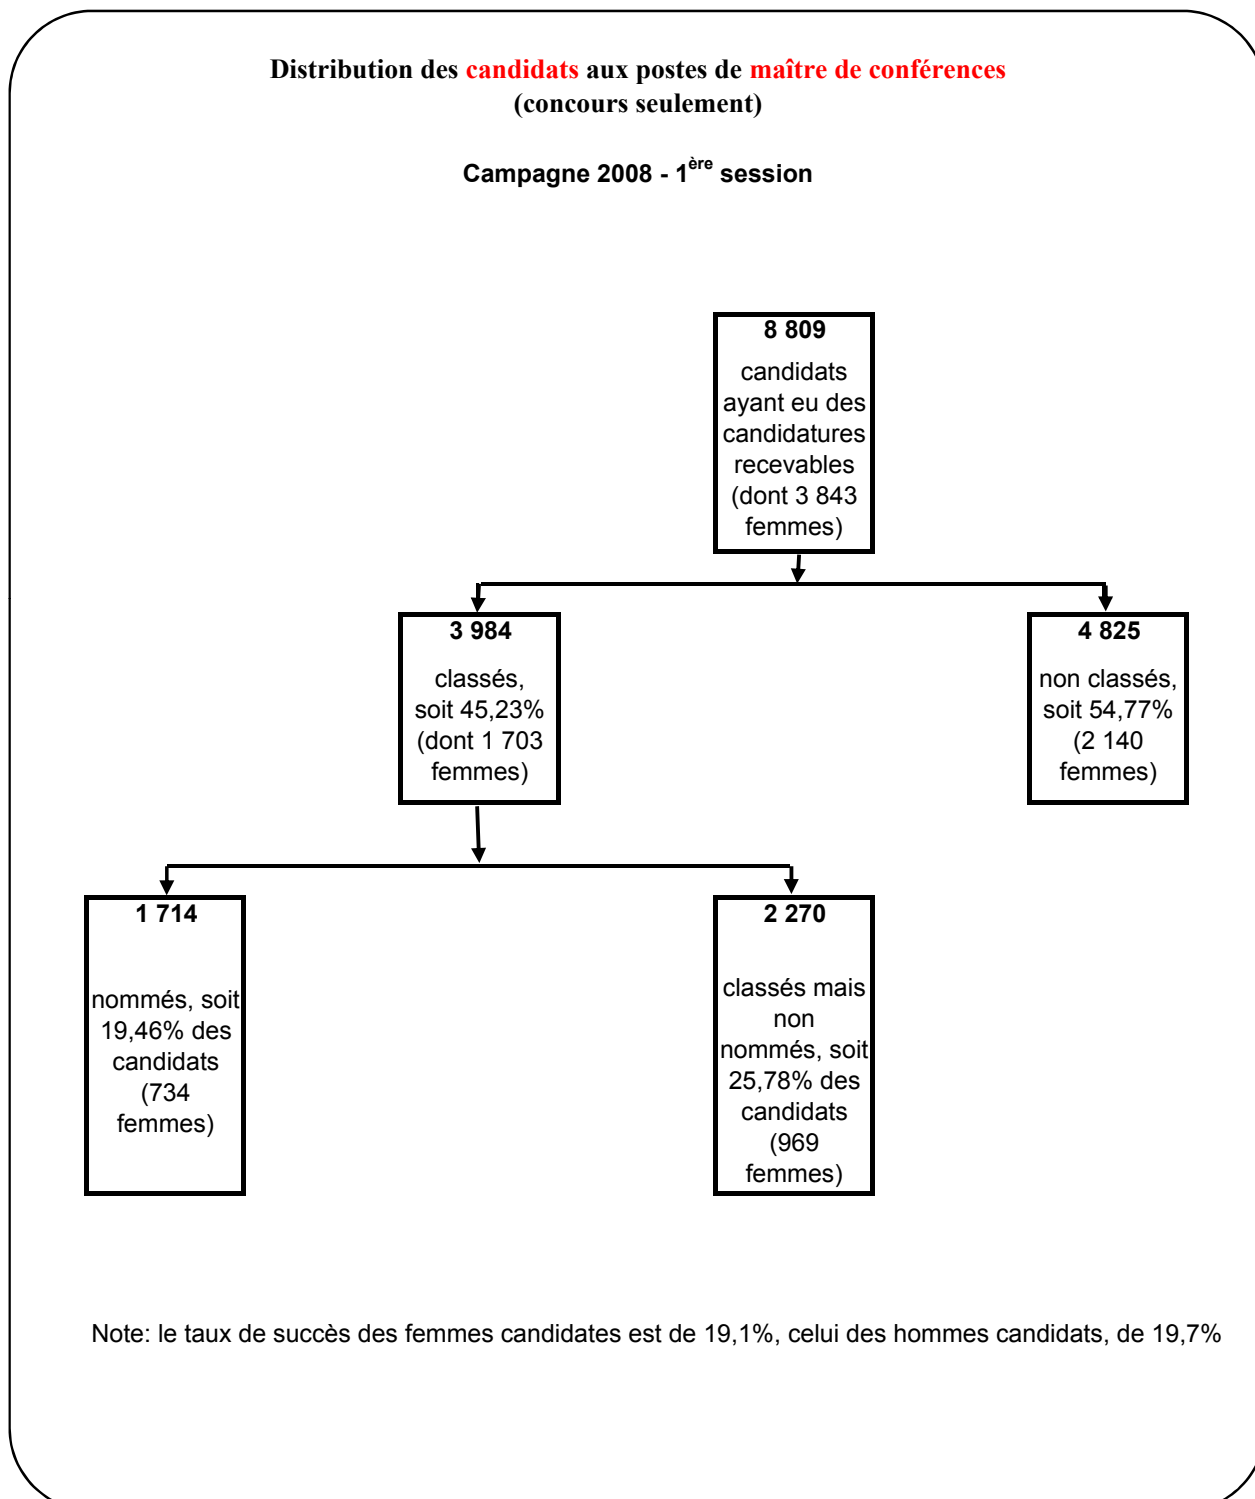 Distribution des candidats aux postes de maître de conférences
(concours seulement)
Campagne 2008 - 1ère session
8 809
candidats
ayant eu des
candidatures
recevables
(dont 3 843
femmes)
3 984
classés,
soit 45,23%
(dont 1 703
femmes)
4 825
non classés,
soit 54,77%
(2 140
femmes)
1 714
nommés, soit
19,46% des
candidats
(734
femmes)
2 270
classés mais
non
nommés, soit
25,78% des
candidats
(969
femmes)
Note: le taux de succès des femmes candidates est de 19,1%, celui des hommes candidats, de 19,7%